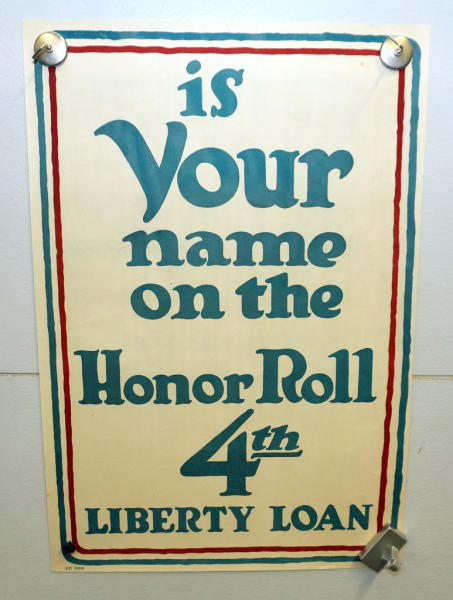 is
Your
name
on the
Honor Roll
4th
LIBERTY LOAN